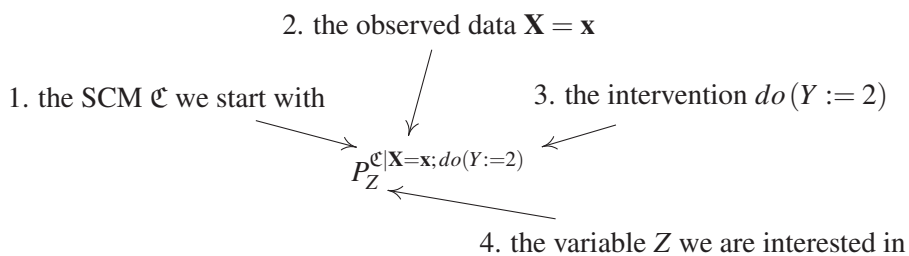 2. the observed data X = x
1. the SCM ℭ we start with
3. the intervention do (Y := 2)
P_Z^{ℭ|X=x;do(Y:=2)}
4. the variable Z we are interested in